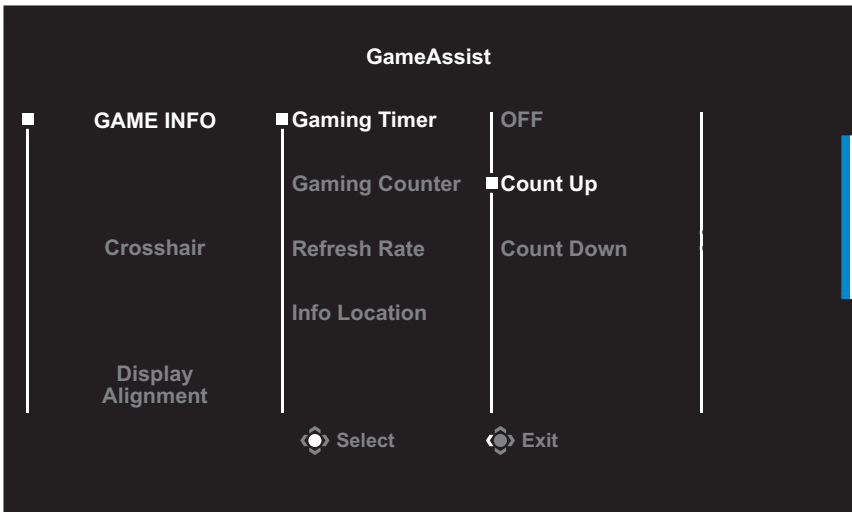 GameAssist
GAME INFO
Gaming Timer
OFF
Gaming Counter
Count Up
Crosshair
Refresh Rate
Count Down
Info Location
Display
Alignment
Select
Exit